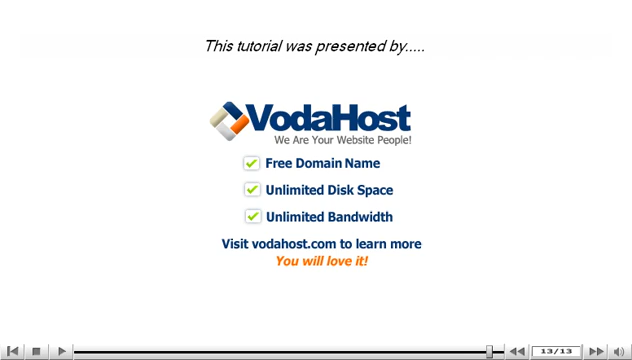 This tutorial was presented by.....
VodaHost
We Are Your Website People!
Free Domain Name
Unlimited Disk Space
Unlimited Bandwidth
Visit vodahost.com to learn more
You will love it!
13/13